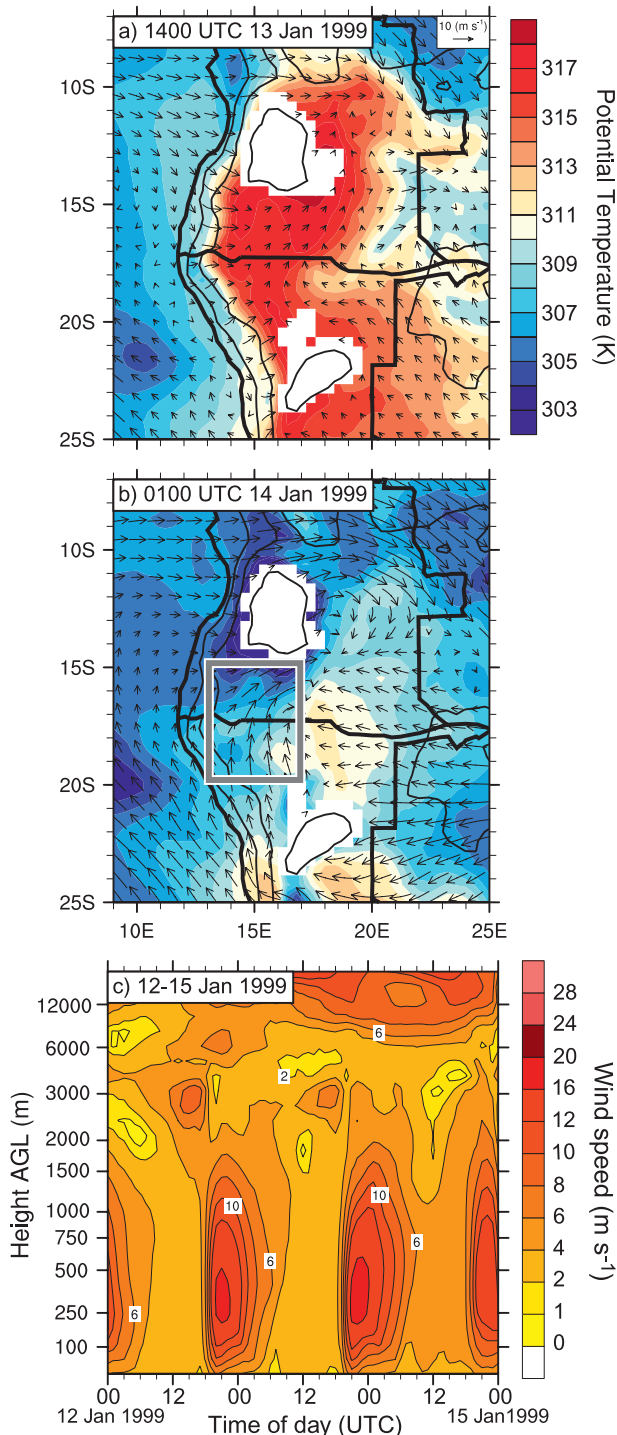 a) 1400 UTC 13 Jan 1999
10 (m s-1)
10S
15S
20S
25S
317
315
313
311
309
307
305
303
Potential Temperature (K)
b) 0100 UTC 14 Jan 1999
10S
15S
20S
25S
10E 15E 20E 25E
c) 12-15 Jan 1999
12000
6000
3000
2000
1500
1000
750
500
250
100
Height AGL (m)
6
2
10
10
6
6
6
28
24
20
16
12
10
8
6
4
2
1
0
Wind speed (m s-1)
00 12 00 12 00 12 00
12 Jan 1999 Time of day (UTC) 15 Jan1999